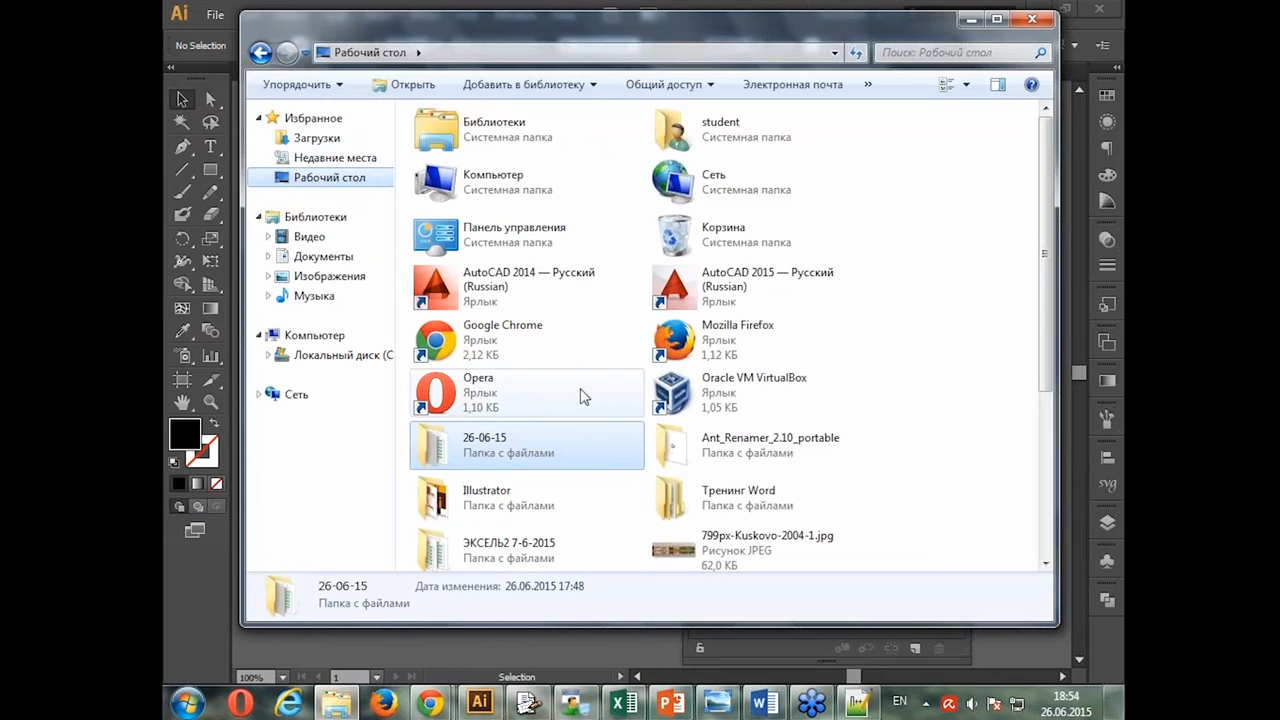 Ai File
No Selection
Рабочий стол
Поиск: Рабочий стол
Упорядочить Открыть Добавить в библиотеку Общий доступ Электронная почта »
Избранное
Загрузки
Недавние места
Рабочий стол
Библиотеки
Видео
Документы
Изображения
Музыка
Компьютер
Локальный диск (C
Сеть
Библиотеки
Системная папка
student
Системная папка
Компьютер
Системная папка
Сеть
Системная папка
Панель управления
Системная папка
Корзина
Системная папка
AutoCAD 2014 — Русский
(Russian)
Ярлык
AutoCAD 2015 — Русский
(Russian)
Ярлык
Google Chrome
Ярлык
2,12 КБ
Mozilla Firefox
Ярлык
1,12 КБ
Opera
Ярлык
1,10 КБ
Oracle VM VirtualBox
Ярлык
1,05 КБ
26-06-15
Папка с файлами
Ant_Renamer_2.10_portable
Папка с файлами
Illustrator
Папка с файлами
Тренинг Word
Папка с файлами
ЭКСЕЛЬ2 7-6-2015
Папка с файлами
799px-Kuskovo-2004-1.jpg
Рисунок JPEG
62,0 КБ
26-06-15 Дата изменения: 26.06.2015 17:48
Папка с файлами
svg
100% 1 Selection
Ai
EN
18:54
26.06.2015